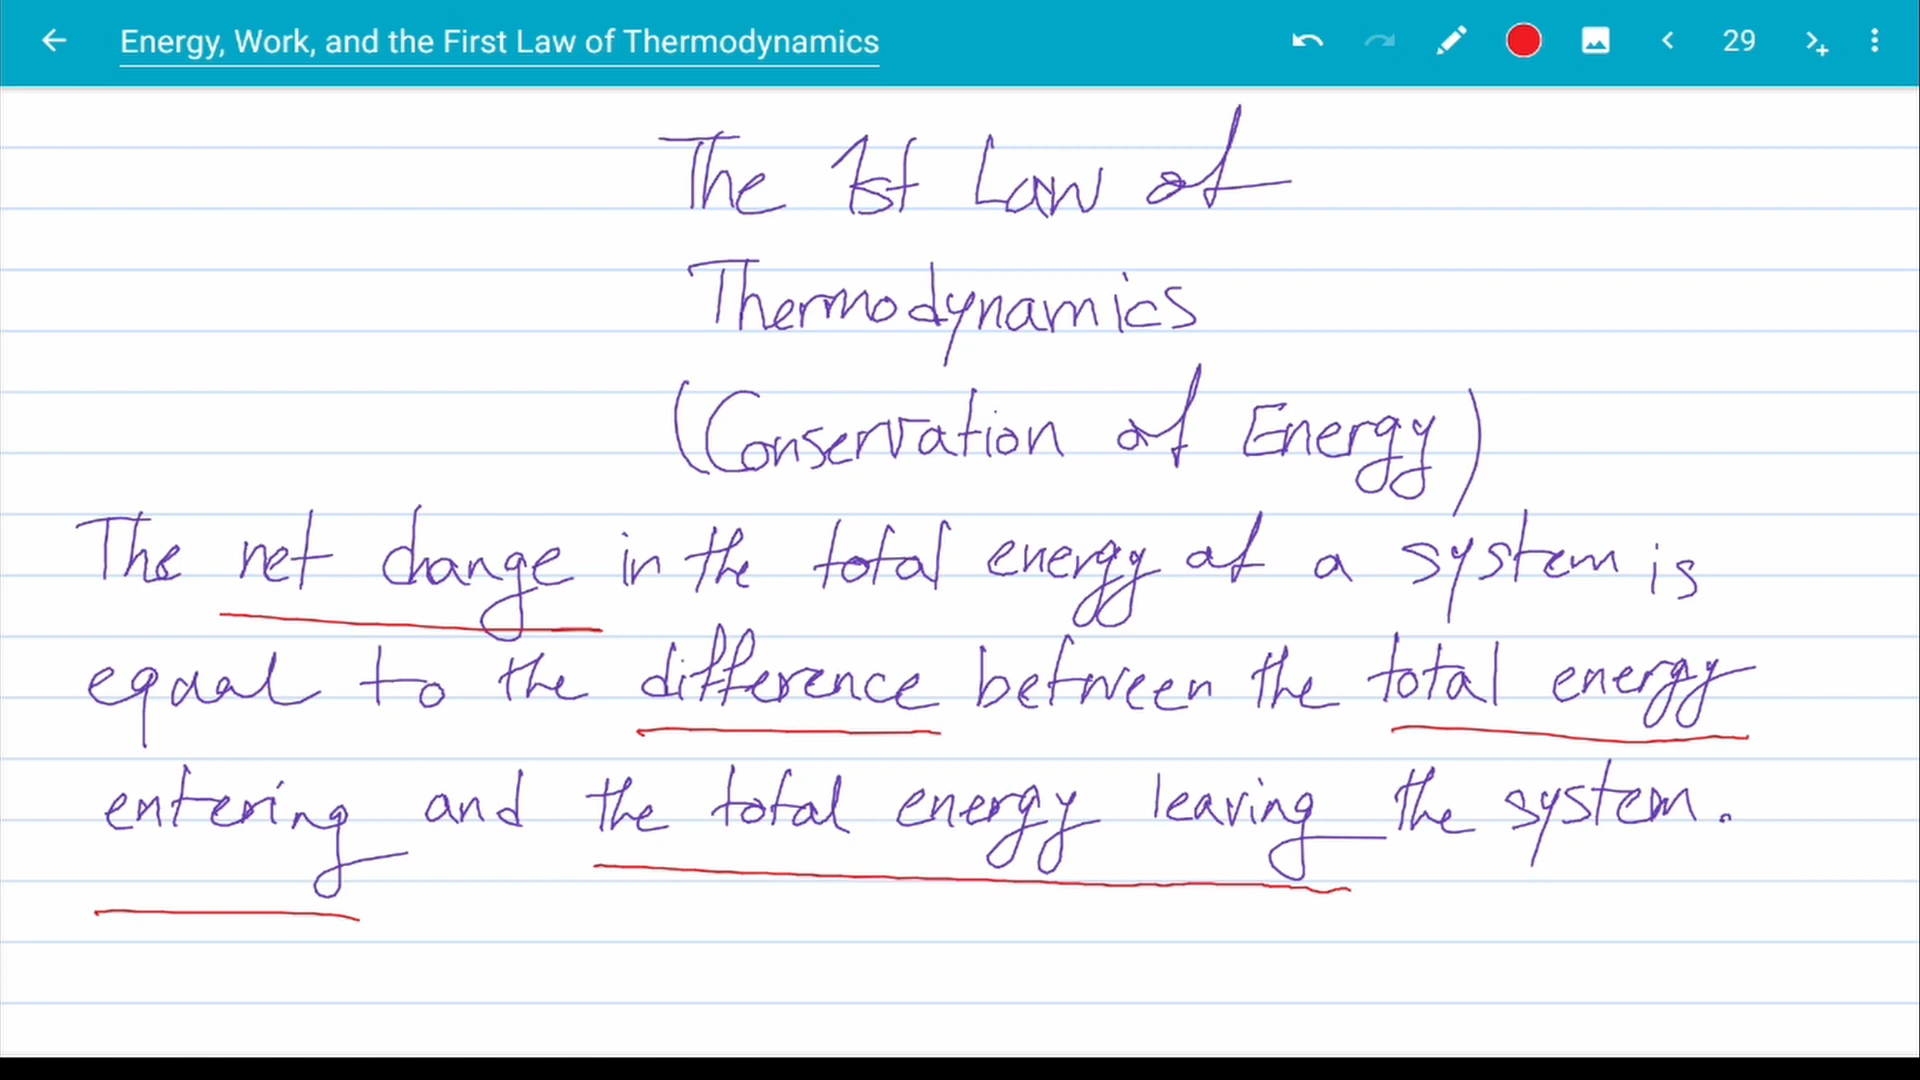 Energy, Work, and the First Law of Thermodynamics
29
The 1st Law of
Thermodynamics
(Conservation of Energy)
The net change in the total energy of a system is
equal to the difference between the total energy
entering and the total energy leaving the system.